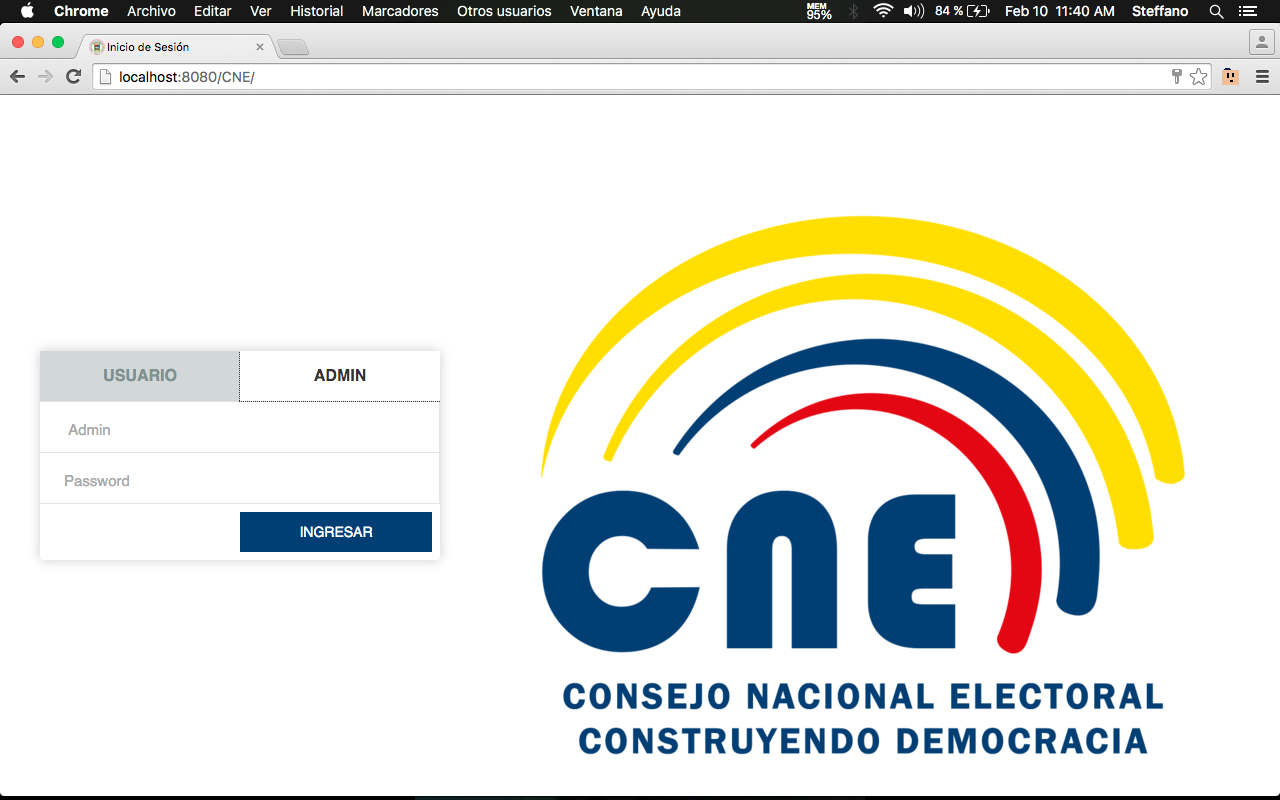 Chrome Archivo Editar Ver Historial Marcadores Otros usuarios Ventana Ayuda MEM 95% 84 % Feb 10 11:40 AM Steffano
Inicio de Sesión
localhost:8080/CNE/
USUARIO ADMIN
Admin
Password
INGRESAR
CNE
CONSEJO NACIONAL ELECTORAL
CONSTRUYENDO DEMOCRACIA